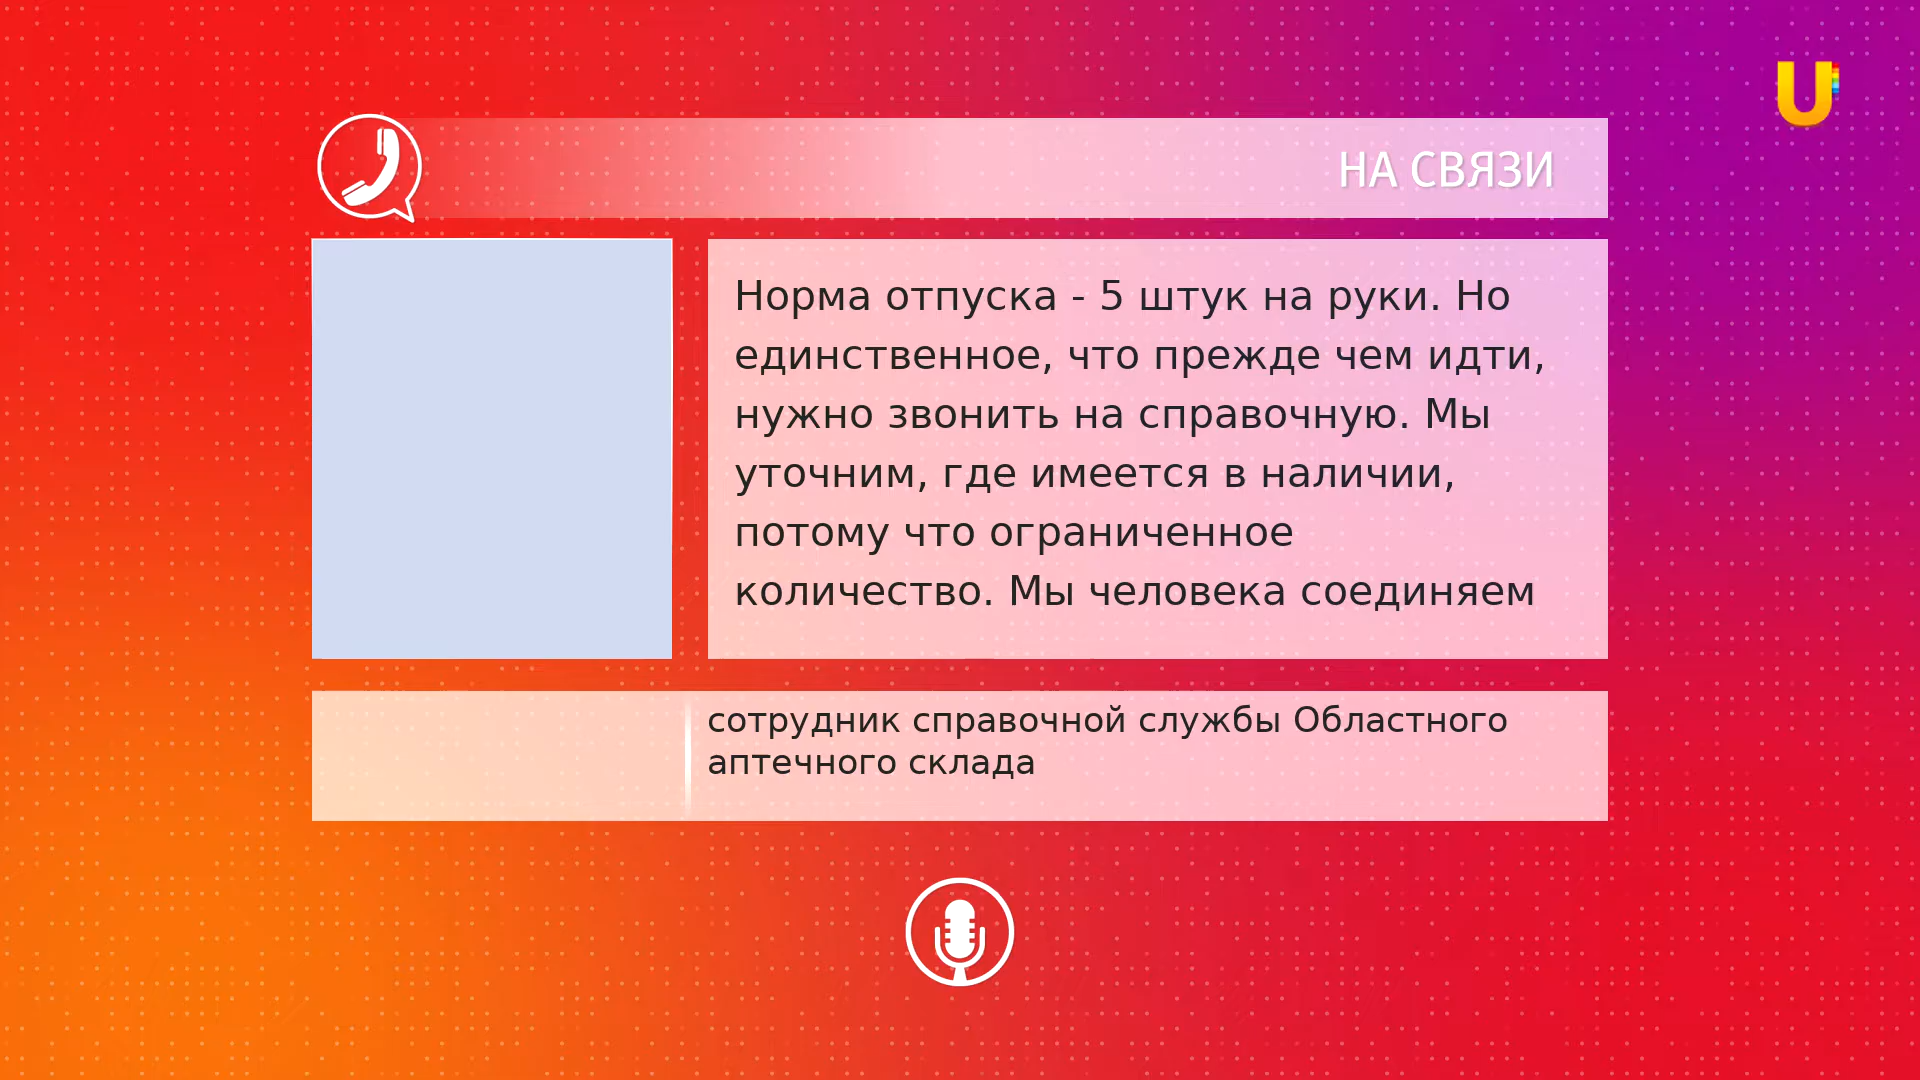 U
НА СВЯЗИ
Норма отпуска - 5 штук на руки. Но
единственное, что прежде чем идти,
нужно звонить на справочную. Мы
уточним, где имеется в наличии,
потому что ограниченное
количество. Мы человека соединяем
сотрудник справочной службы Областного
аптечного склада